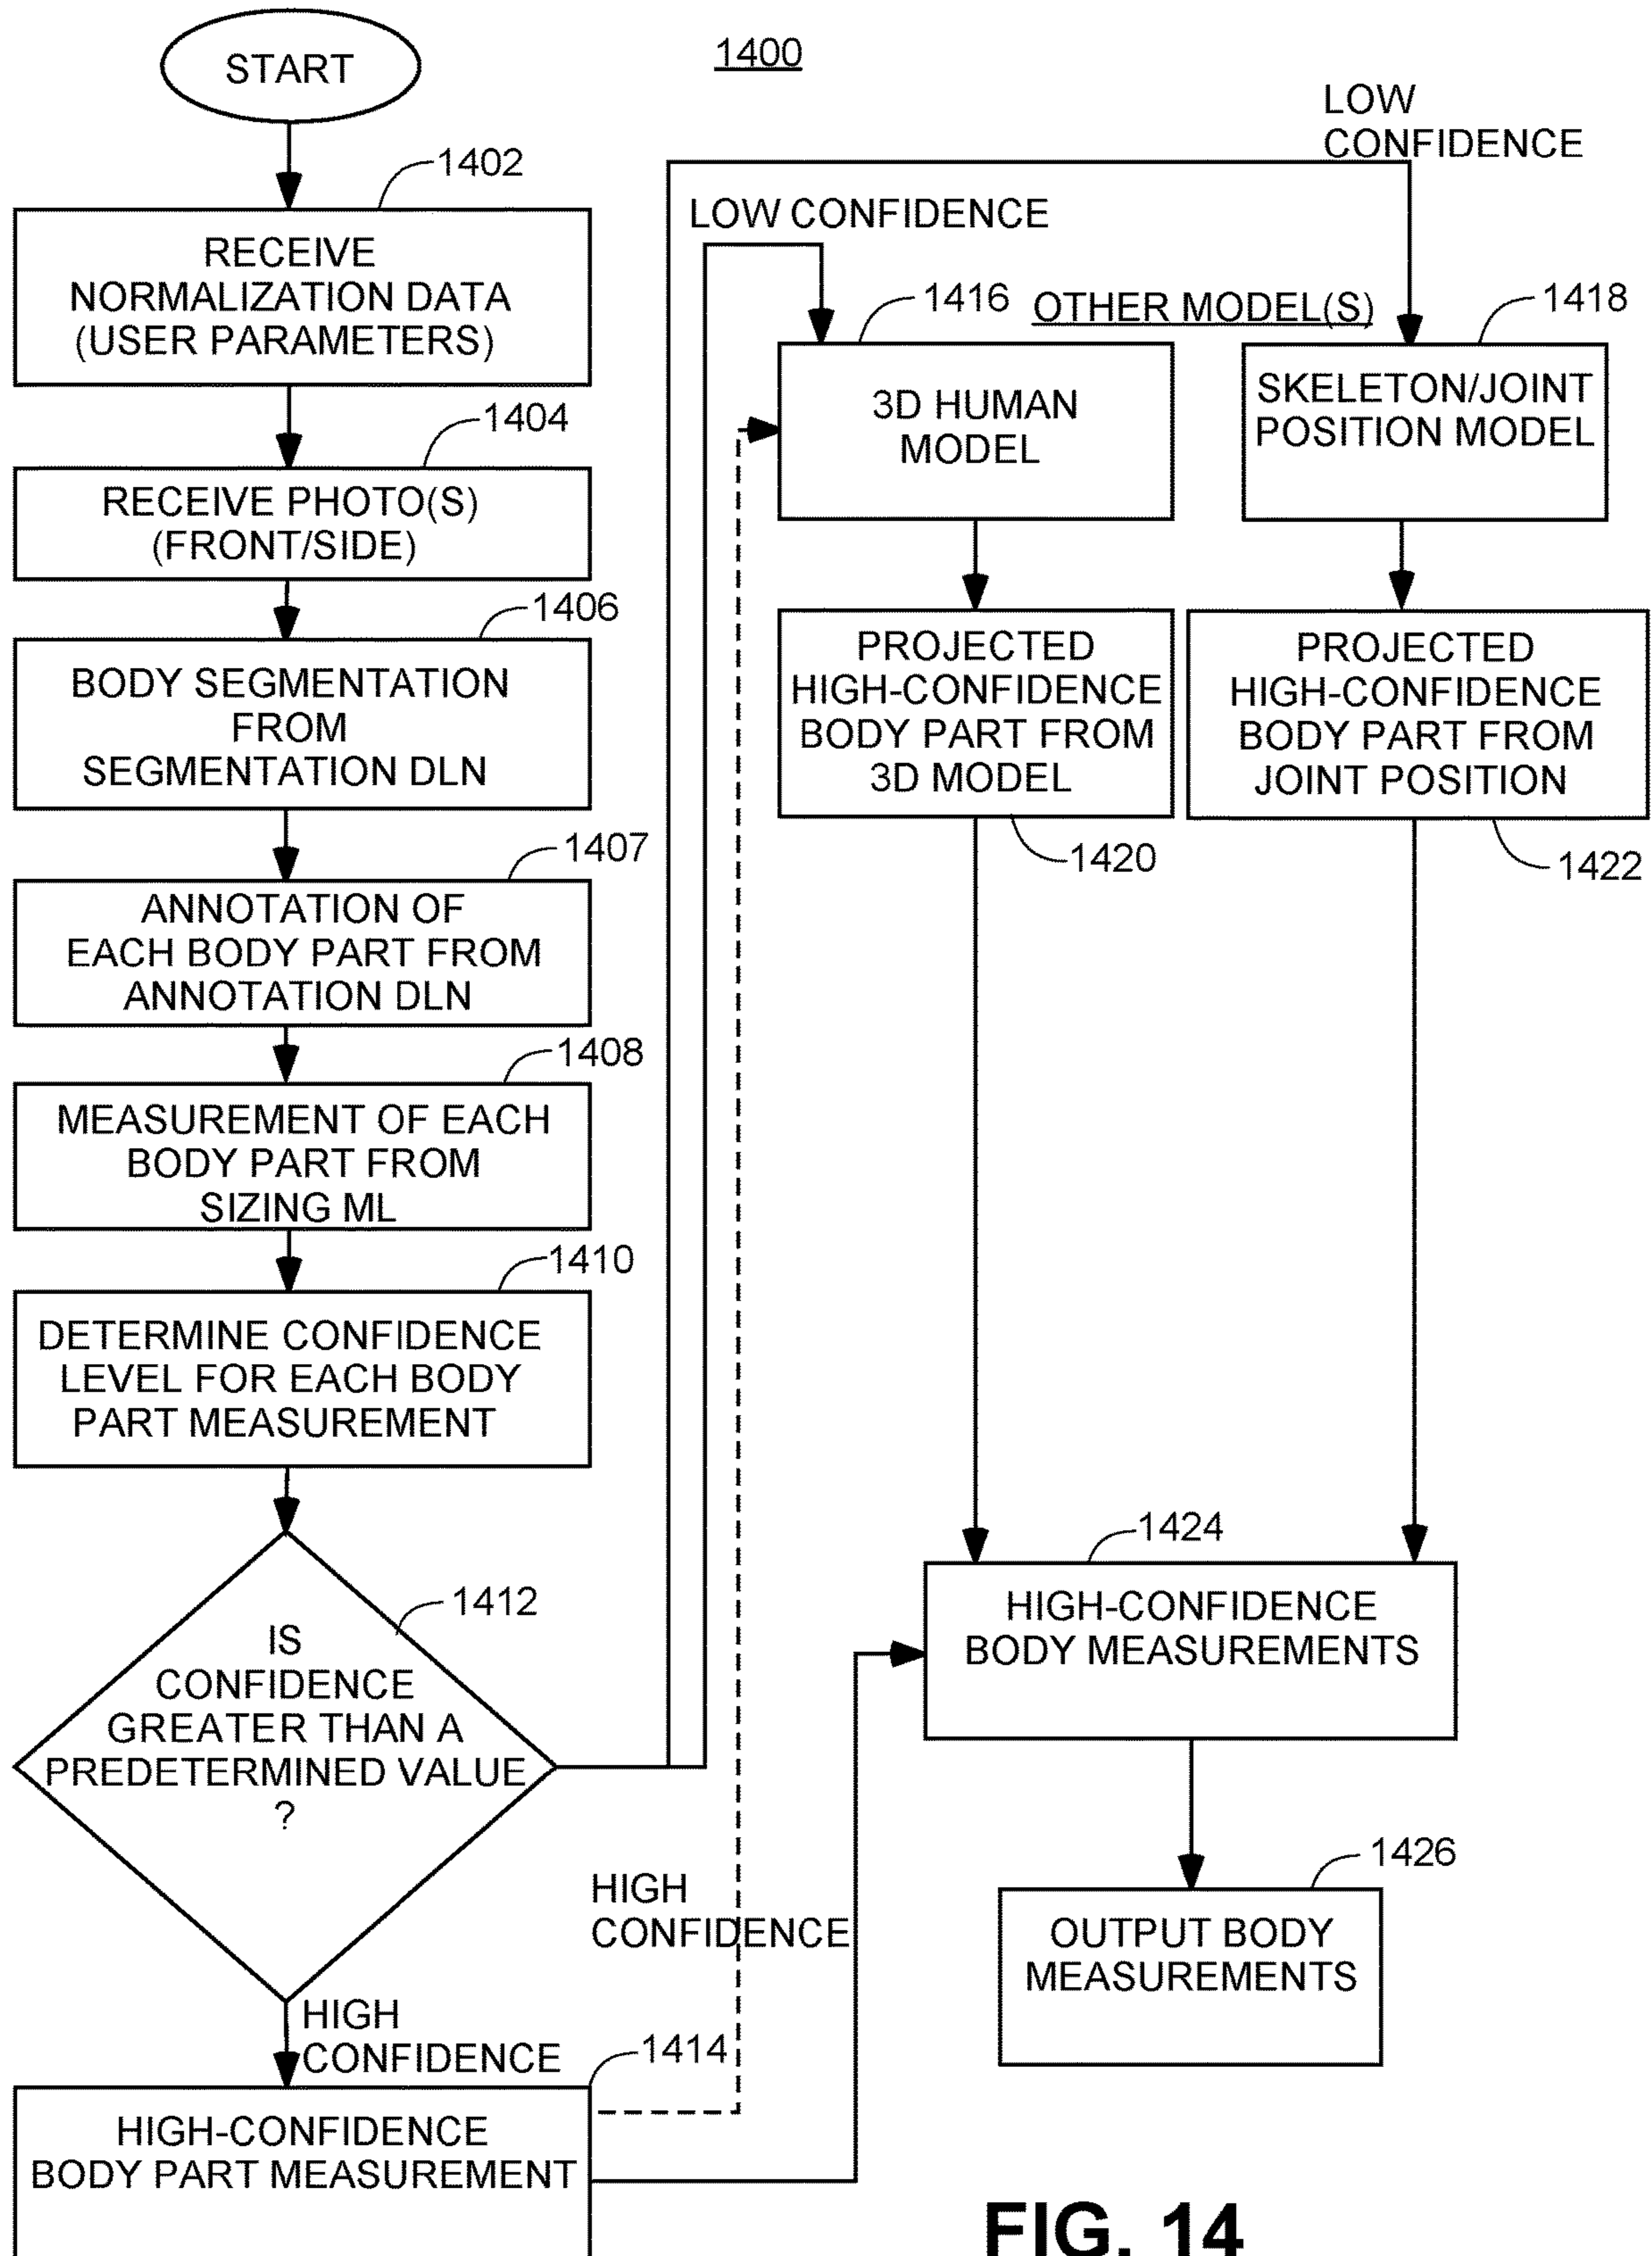 START
1400
1402
RECEIVE
NORMALIZATION DATA
(USER PARAMETERS)
1404
RECEIVE PHOTO(S)
(FRONT/SIDE)
1406
BODY SEGMENTATION
FROM
SEGMENTATION DLN
1407
ANNOTATION OF
EACH BODY PART FROM
ANNOTATION DLN
1408
MEASUREMENT OF EACH
BODY PART FROM
SIZING ML
1410
DETERMINE CONFIDENCE
LEVEL FOR EACH BODY
PART MEASUREMENT
1412
IS
CONFIDENCE
GREATER THAN A
PREDETERMINED VALUE
?
HIGH
CONFIDENCE
1414
HIGH-CONFIDENCE
BODY PART MEASUREMENT
HIGH
CONFIDENCE
LOW CONFIDENCE
LOW
CONFIDENCE
1416
OTHER MODEL(S)
1418
3D HUMAN
MODEL
SKELETON/JOINT
POSITION MODEL
PROJECTED
HIGH-CONFIDENCE
BODY PART FROM
3D MODEL
1420
PROJECTED
HIGH-CONFIDENCE
BODY PART FROM
JOINT POSITION
1422
1424
HIGH-CONFIDENCE
BODY MEASUREMENTS
1426
OUTPUT BODY
MEASUREMENTS
FIG. 14